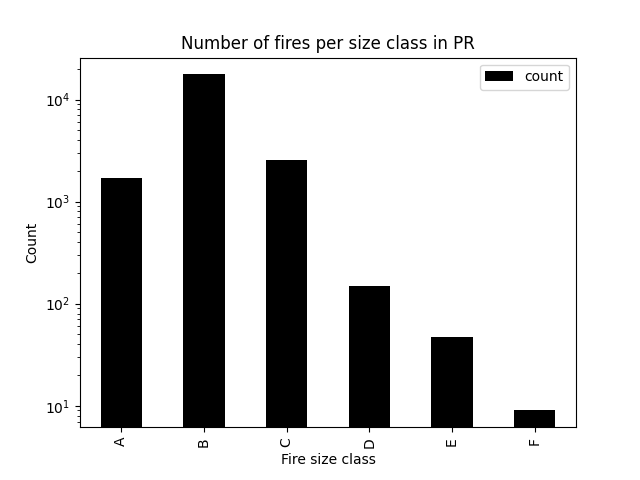 Number of fires per size class in PR
count
10⁴
10³
10²
10¹
Count
A
B
C
D
E
F
Fire size class